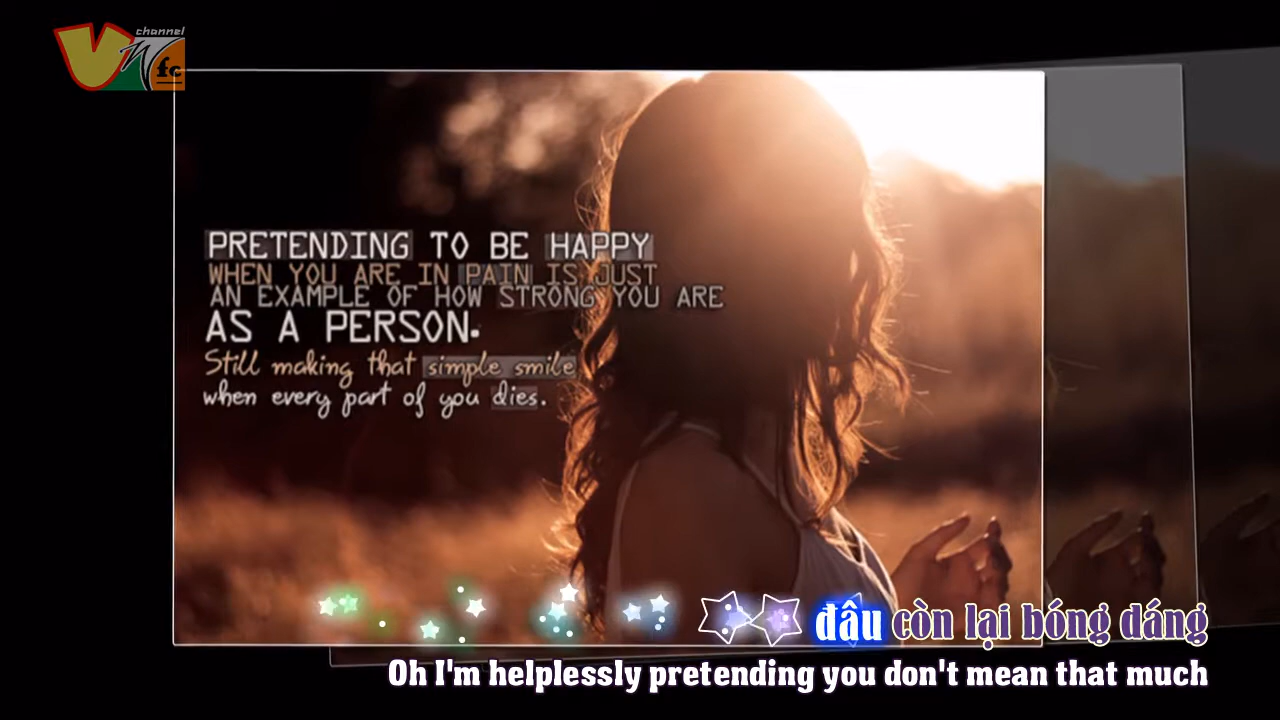 channel
V N fc
PRETENDING TO BE HAPPY
WHEN YOU ARE IN PAIN IS JUST
AN EXAMPLE OF HOW STRONG YOU ARE
AS A PERSON.
Still making that simple smile
when every part of you dies.
đâu còn lại bóng dáng
Oh I'm helplessly pretending you don't mean that much